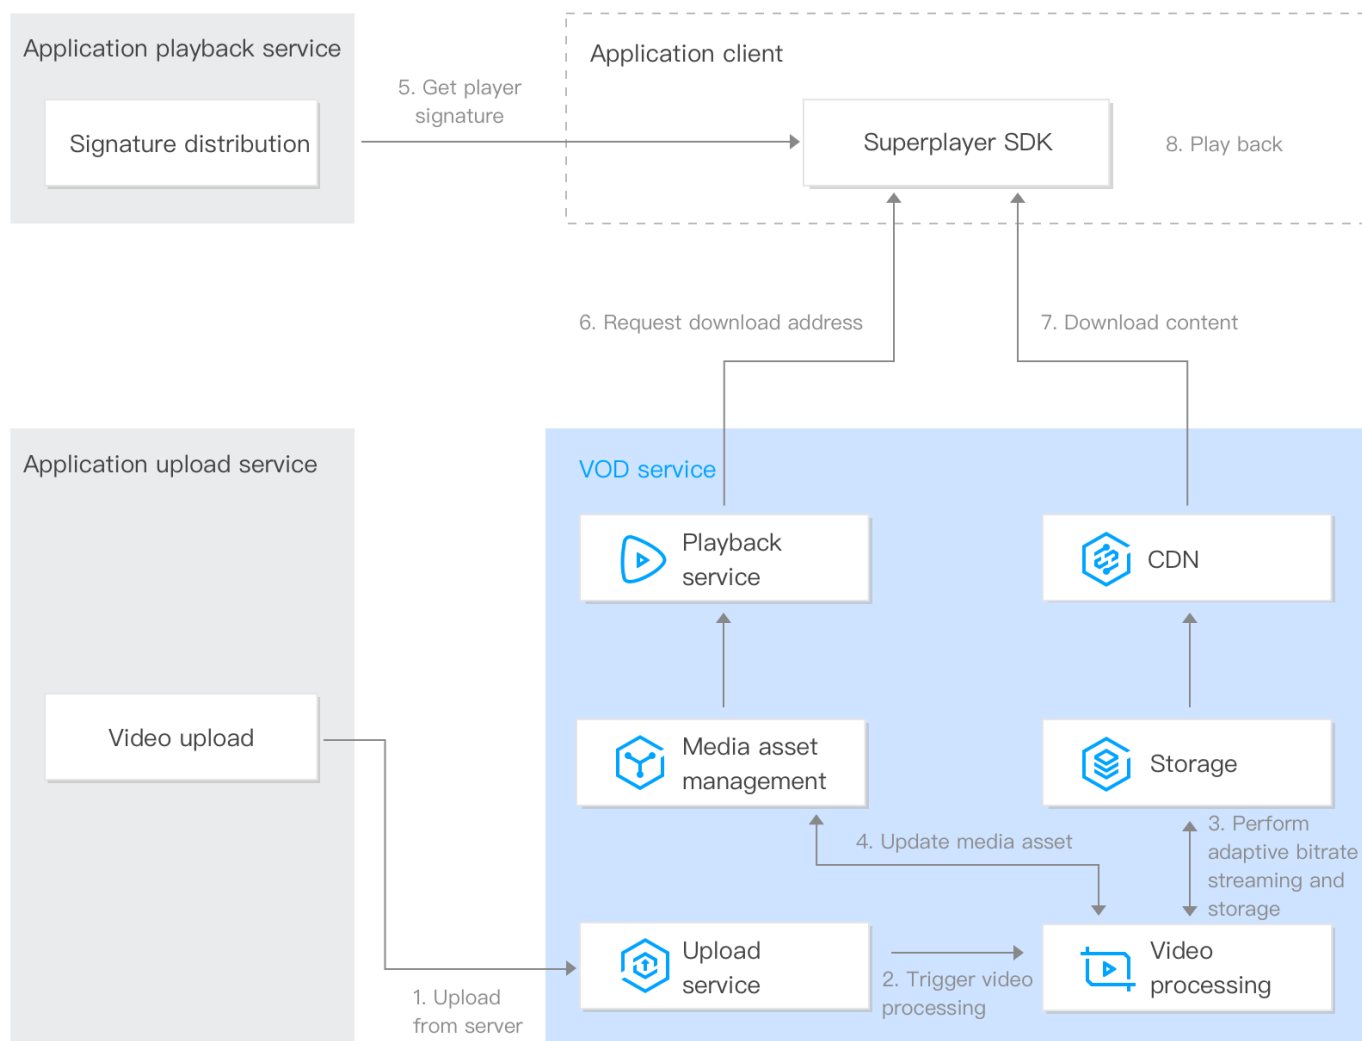 Application playback service
Signature distribution
5. Get player
signature
Application client
Superplayer SDK
8. Play back
6. Request download address
7. Download content
Application upload service
Video upload
VOD service
Playback
service
CDN
Media asset
management
Storage
4. Update media asset
3. Perform
adaptive bitrate
streaming and
storage
Upload
service
2. Trigger video
processing
Video
processing
1. Upload
from server